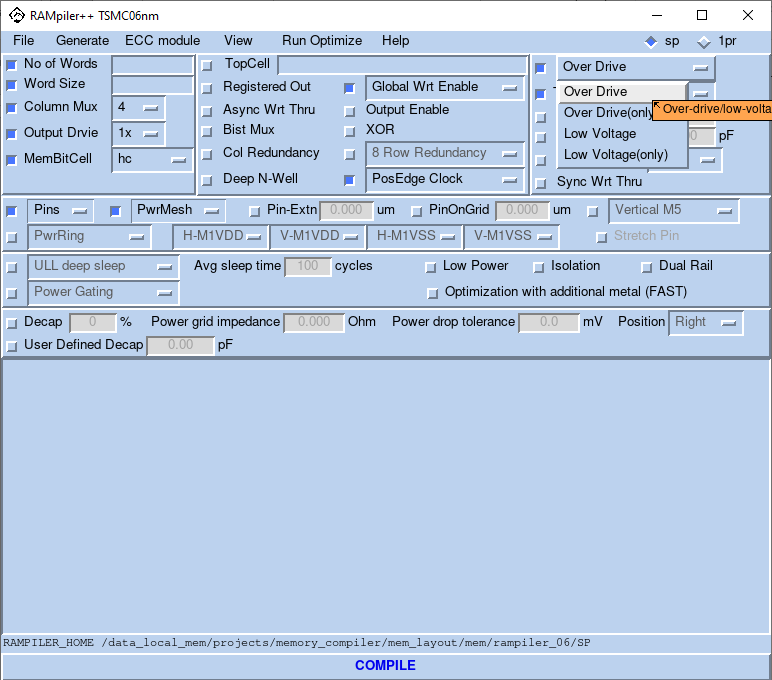 RAMpiler++ TSMC06nm
File Generate ECC module View Run Optimize Help sp 1pr
No of Words
Word Size
Column Mux 4
Output Drvie 1x
MemBitCell hc
TopCell
Registered Out Global Wrt Enable
Async Wrt Thru Output Enable
Bist Mux XOR
Col Redundancy 8 Row Redundancy
Deep N-Well PosEdge Clock
Over Drive
Over Drive
Over Drive(only
Over-drive/low-volta
Low Voltage
0 pF
Low Voltage(only)
Sync Wrt Thru
Pins PwrMesh Pin-Extn 0.000 um PinOnGrid 0.000 um Vertical M5
PwrRing H-M1VDD V-M1VDD H-M1VSS V-M1VSS Stretch Pin
ULL deep sleep Avg sleep time 100 cycles Low Power Isolation Dual Rail
Power Gating Optimization with additional metal (FAST)
Decap 0 % Power grid impedance 0.000 Ohm Power drop tolerance 0.0 mV Position Right
User Defined Decap 0.00 pF
RAMPILER_HOME /data_local_mem/projects/memory_compiler/mem_layout/mem/rampiler_06/SP
COMPILE